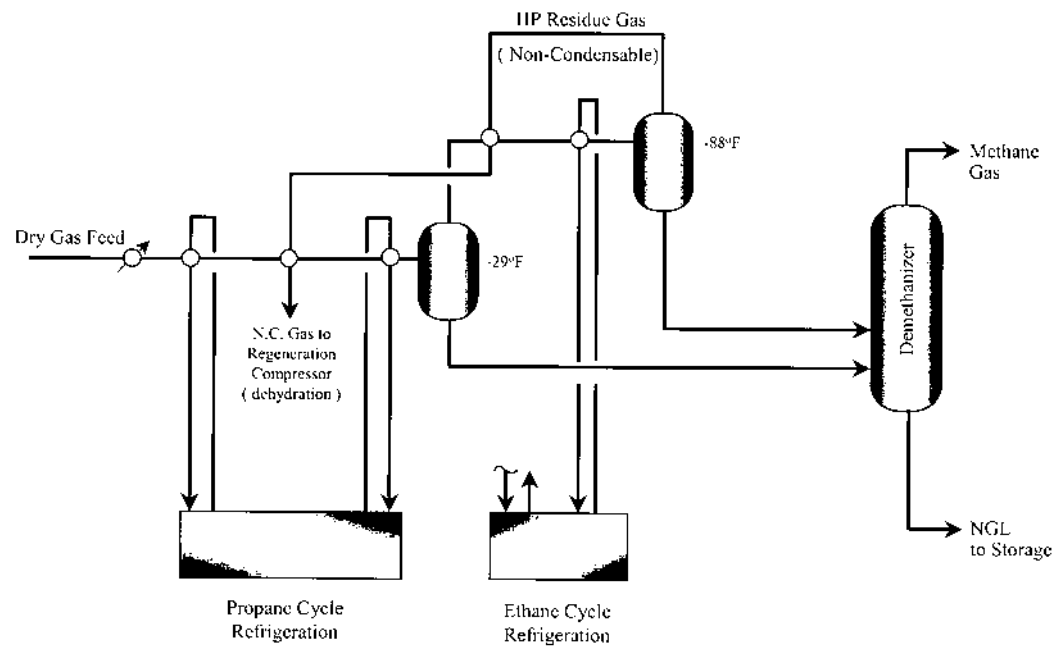 HP Residue Gas
( Non-Condensable)
-88°F
Methane
Gas
Dry Gas Feed
-29°F
Demethanizer
N.C. Gas to
Regeneration
Compressor
( dehydration )
NGL
to Storage
Propane Cycle
Refrigeration
Ethane Cycle
Refrigeration